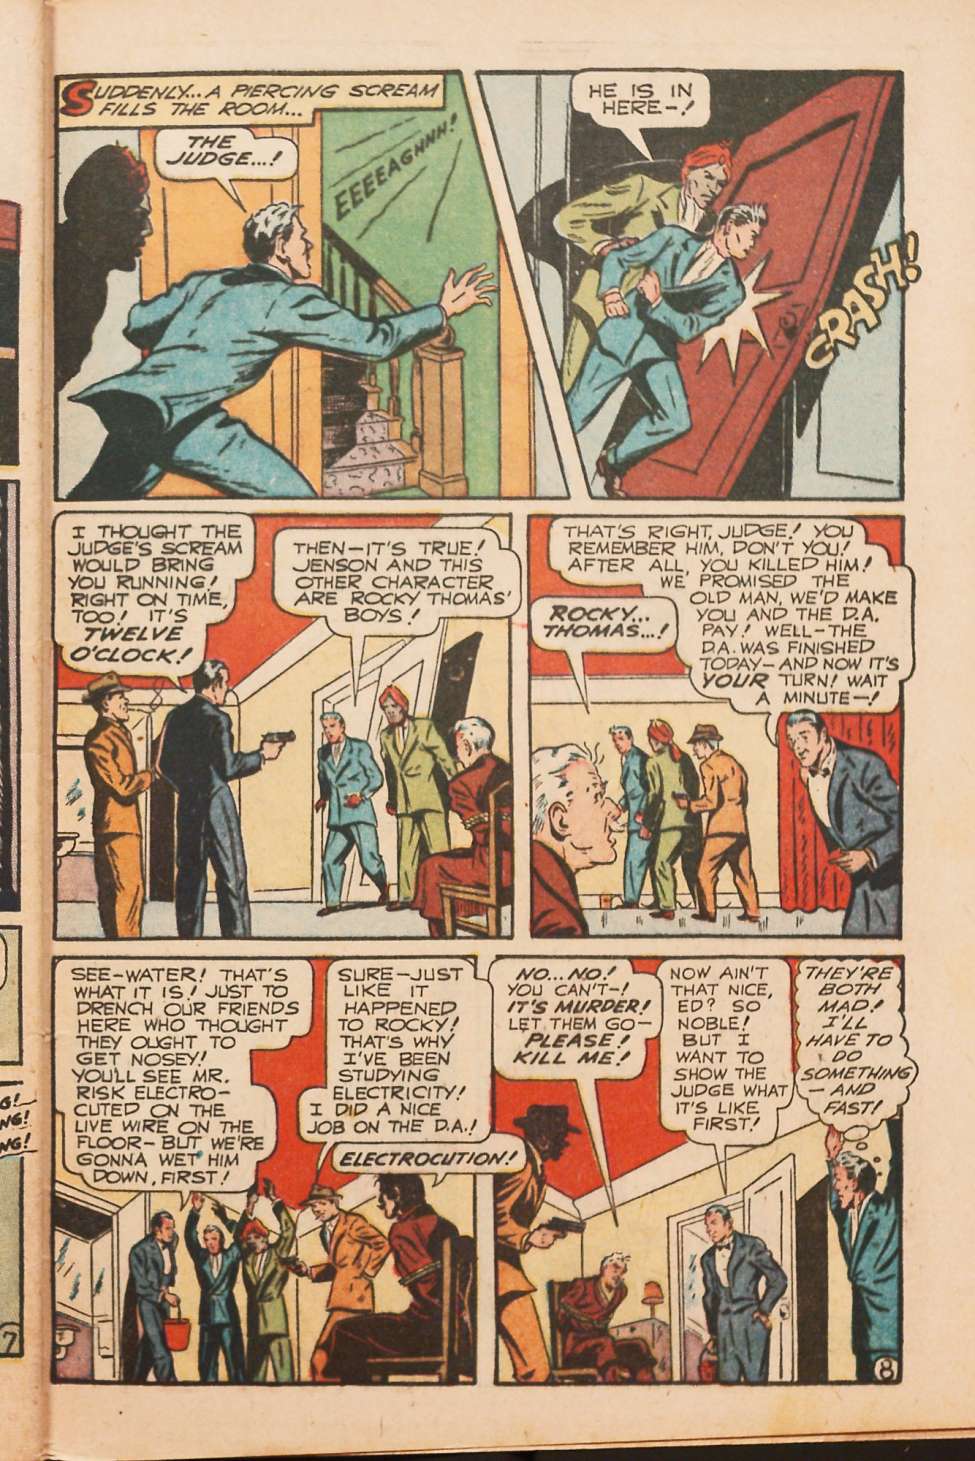 SUDDENLY... A PIERCING SCREAM
FILLS THE ROOM...
THE
JUDGE...!
EEEEAGHNHH!
HE IS IN
HERE-!
CRASH!
I THOUGHT THE
JUDGE'S SCREAM
WOULD BRING
YOU RUNNING!
RIGHT ON TIME,
TOO! IT'S
TWELVE
O'CLOCK!
THEN-IT'S TRUE!
JENSON AND THIS
OTHER CHARACTER
ARE ROCKY THOMAS'
BOYS!
ROCKY...
THOMAS...!
THAT'S RIGHT, JUDGE! YOU
REMEMBER HIM, DON'T YOU!
AFTER ALL, YOU KILLED HIM!
WE PROMISED THE
OLD MAN, WE'D MAKE
YOU AND THE D.A.
PAY! WELL-THE
D.A. WAS FINISHED
TODAY-AND NOW IT'S
YOUR TURN! WAIT
A MINUTE-!
SEE-WATER! THAT'S
WHAT IT IS! JUST TO
DRENCH OUR FRIENDS
HERE WHO THOUGHT
THEY OUGHT TO
GET NOSEY!
YOU'LL SEE MR.
RISK ELECTRO-
CUTED ON THE
LIVE WIRE ON THE
FLOOR-BUT WE'RE
GONNA WET HIM
DOWN, FIRST!
SURE-JUST
LIKE IT
HAPPENED
TO ROCKY!
THAT'S WHY
I'VE BEEN
STUDYING
ELECTRICITY!
I DID A NICE
JOB ON THE D.A.!
ELECTROCUTION!
NO...NO!
YOU CAN'T-!
IT'S MURDER!
LET THEM GO-
PLEASE!
KILL ME!
NOW AIN'T
THAT NICE,
ED? SO
NOBLE!
BUT I
WANT TO
SHOW THE
JUDGE WHAT
IT'S LIKE
FIRST!
THEY'RE
BOTH
MAD!
I'LL
HAVE TO
DO
SOMETHING
-AND
FAST!
8
G!
NG!
NG!
7